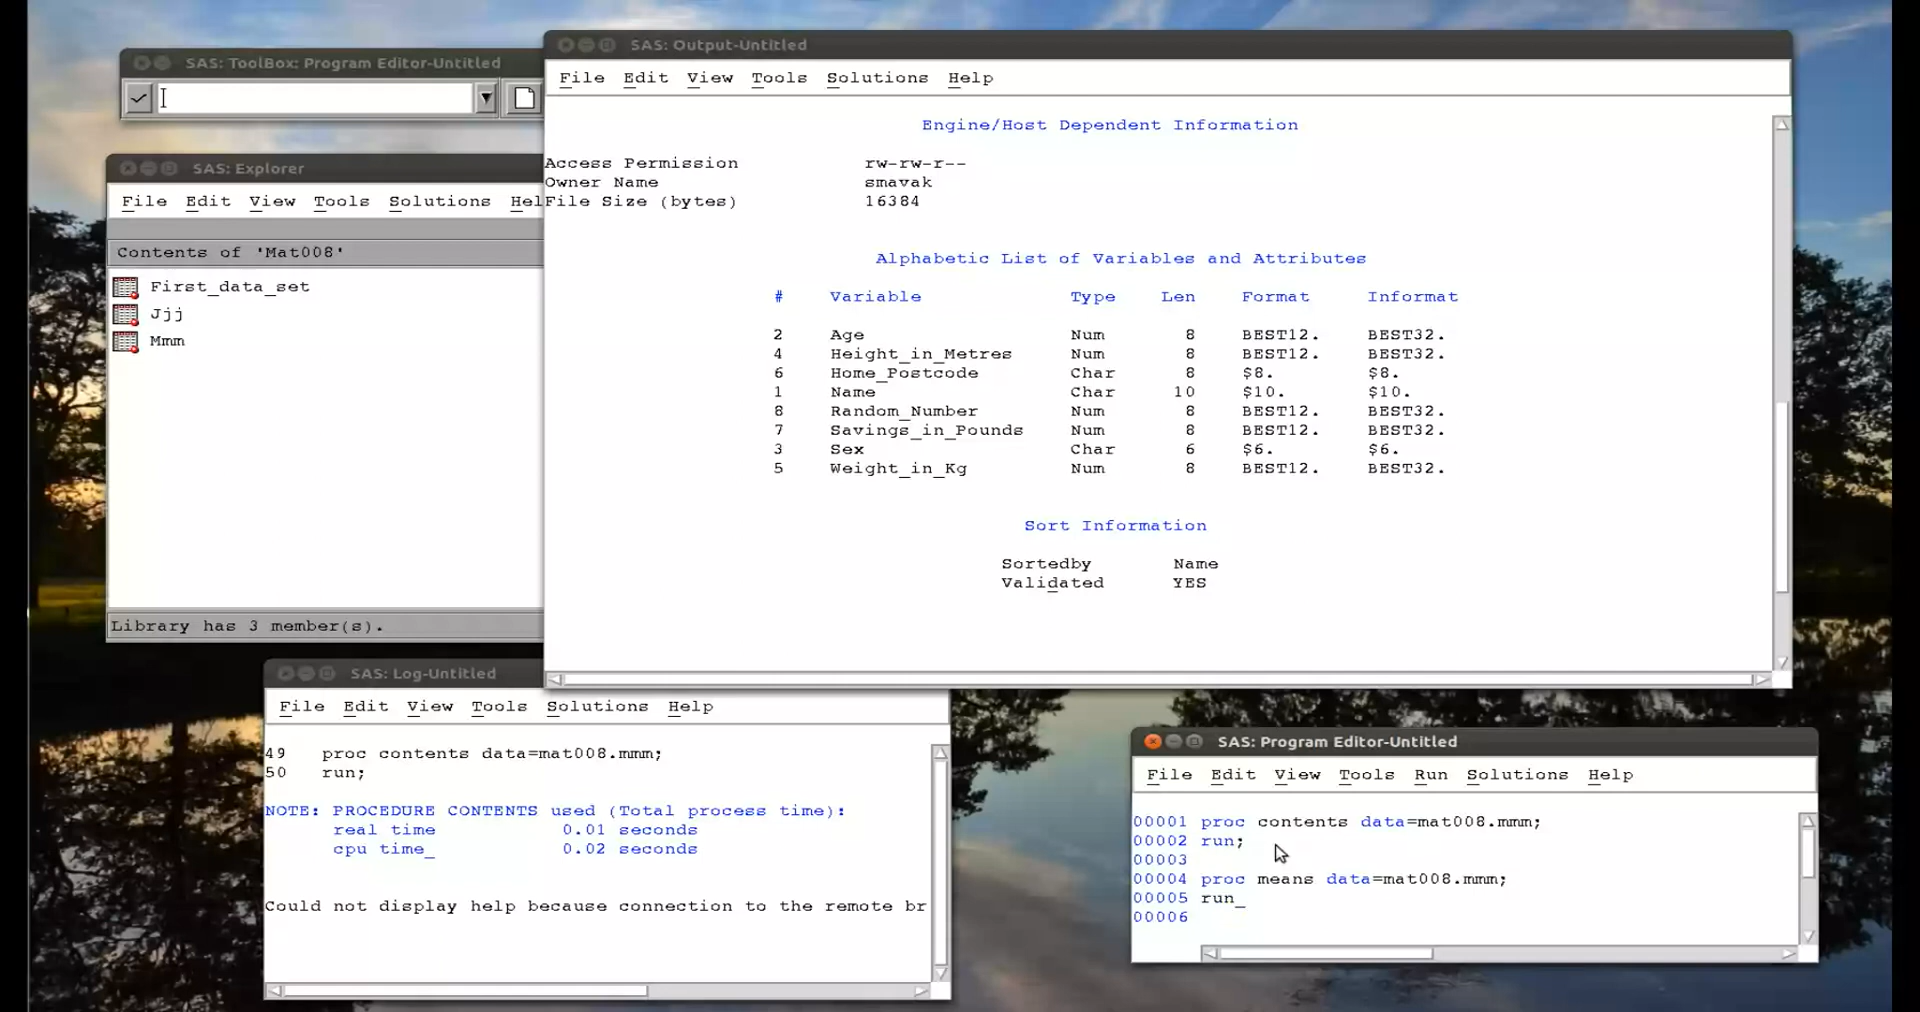 SAS: ToolBox: Program Editor-Untitled
SAS: Explorer
File Edit View Tools Solutions Hel
Contents of 'Mat008'
First_data_set
Jjj
Mmm
Library has 3 member(s).
SAS: Output-Untitled
File Edit View Tools Solutions Help
Engine/Host Dependent Information
Access Permission rw-rw-r--
Owner Name smavak
File Size (bytes) 16384
Alphabetic List of Variables and Attributes
# Variable Type Len Format Informat
2 Age Num 8 BEST12. BEST32.
4 Height_in_Metres Num 8 BEST12. BEST32.
6 Home_Postcode Char 8 $8. $8.
1 Name Char 10 $10. $10.
8 Random_Number Num 8 BEST12. BEST32.
7 Savings_in_Pounds Num 8 BEST12. BEST32.
3 Sex Char 6 $6. $6.
5 Weight_in_Kg Num 8 BEST12. BEST32.
Sort Information
Sortedby Name
Validated YES
SAS: Log-Untitled
File Edit View Tools Solutions Help
49 proc contents data=mat008.mmm;
50 run;
NOTE: PROCEDURE CONTENTS used (Total process time):
real time 0.01 seconds
cpu time_ 0.02 seconds
Could not display help because connection to the remote br
SAS: Program Editor-Untitled
File Edit View Tools Run Solutions Help
00001 proc contents data=mat008.mmm;
00002 run;
00003
00004 proc means data=mat008.mmm;
00005 run_
00006